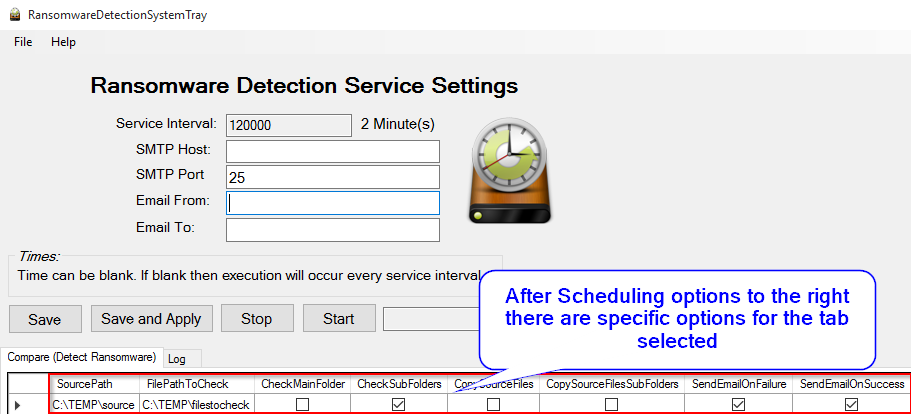 RansomwareDetectionSystemTray
File Help
Ransomware Detection Service Settings
Service Interval: 120000 2 Minute(s)
SMTP Host:
SMTP Port 25
Email From:
Email To:
Times:
Time can be blank. If blank then execution will occur every service interval
Save Save and Apply Stop Start
After Scheduling options to the right
there are specific options for the tab
selected
Compare (Detect Ransomware) Log
SourcePath FilePathToCheck CheckMainFolder CheckSubFolders CopySourceFiles CopySourceFilesSubFolders SendEmailOnFailure SendEmailOnSuccess
C:\TEMP\source C:\TEMP\filestocheck